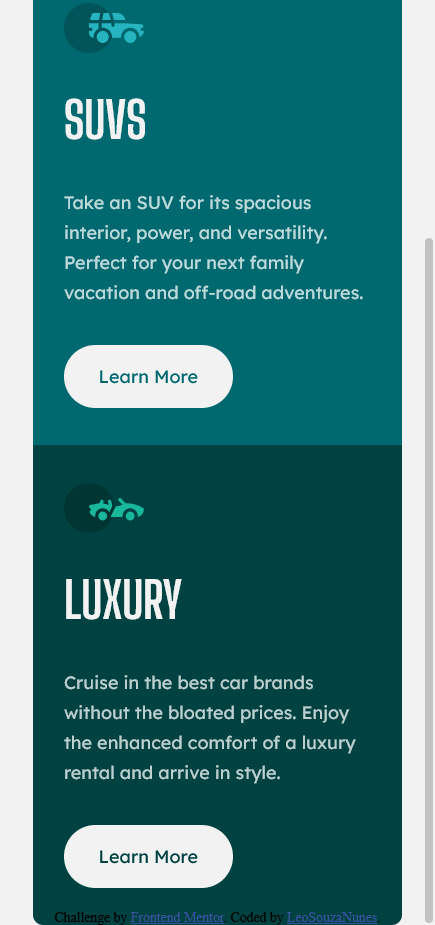 SUVS
Take an SUV for its spacious
interior, power, and versatility.
Perfect for your next family
vacation and off-road adventures.
Learn More
LUXURY
Cruise in the best car brands
without the bloated prices. Enjoy
the enhanced comfort of a luxury
rental and arrive in style.
Learn More
Challenge by Frontend Mentor. Coded by LeoSouzaNunes.